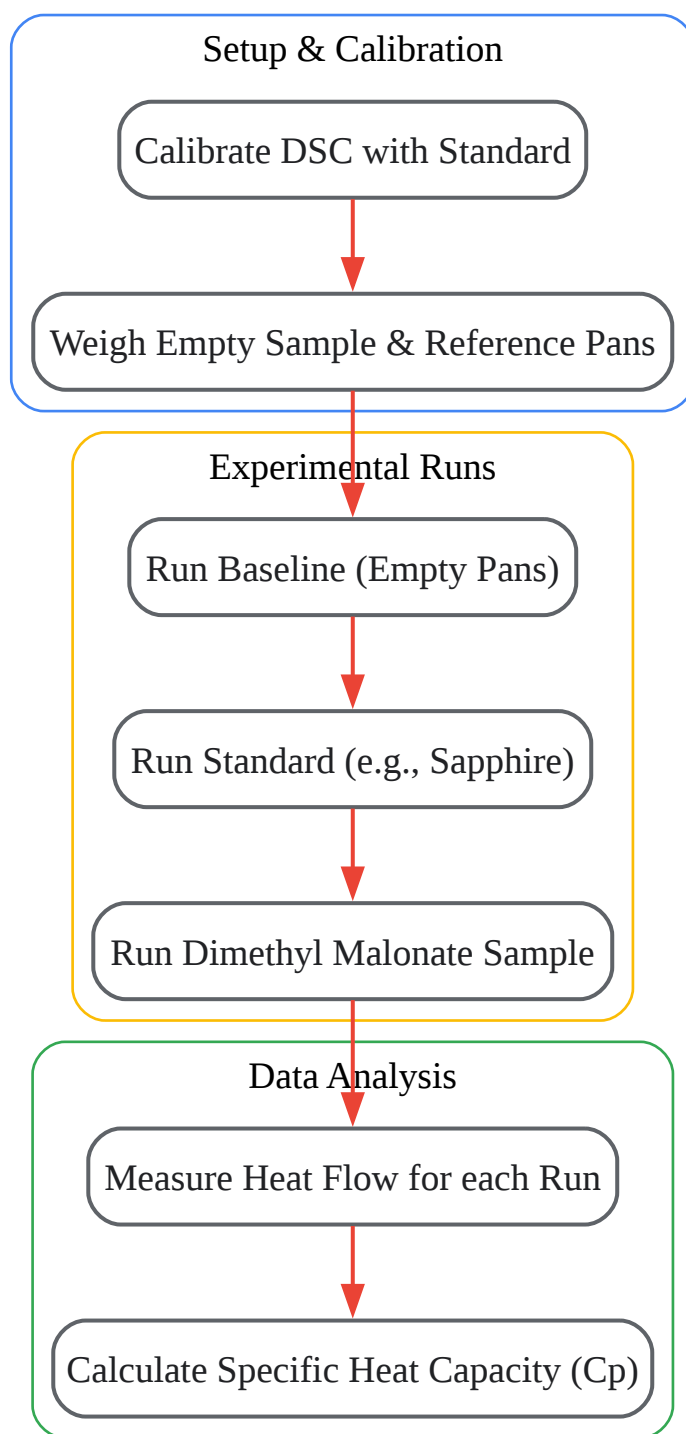 Setup & Calibration
Calibrate DSC with Standard
Weigh Empty Sample & Reference Pans
Experimental Runs
Run Baseline (Empty Pans)
Run Standard (e.g., Sapphire)
Run Dimethyl Malonate Sample
Data Analysis
Measure Heat Flow for each Run
Calculate Specific Heat Capacity (Cp)